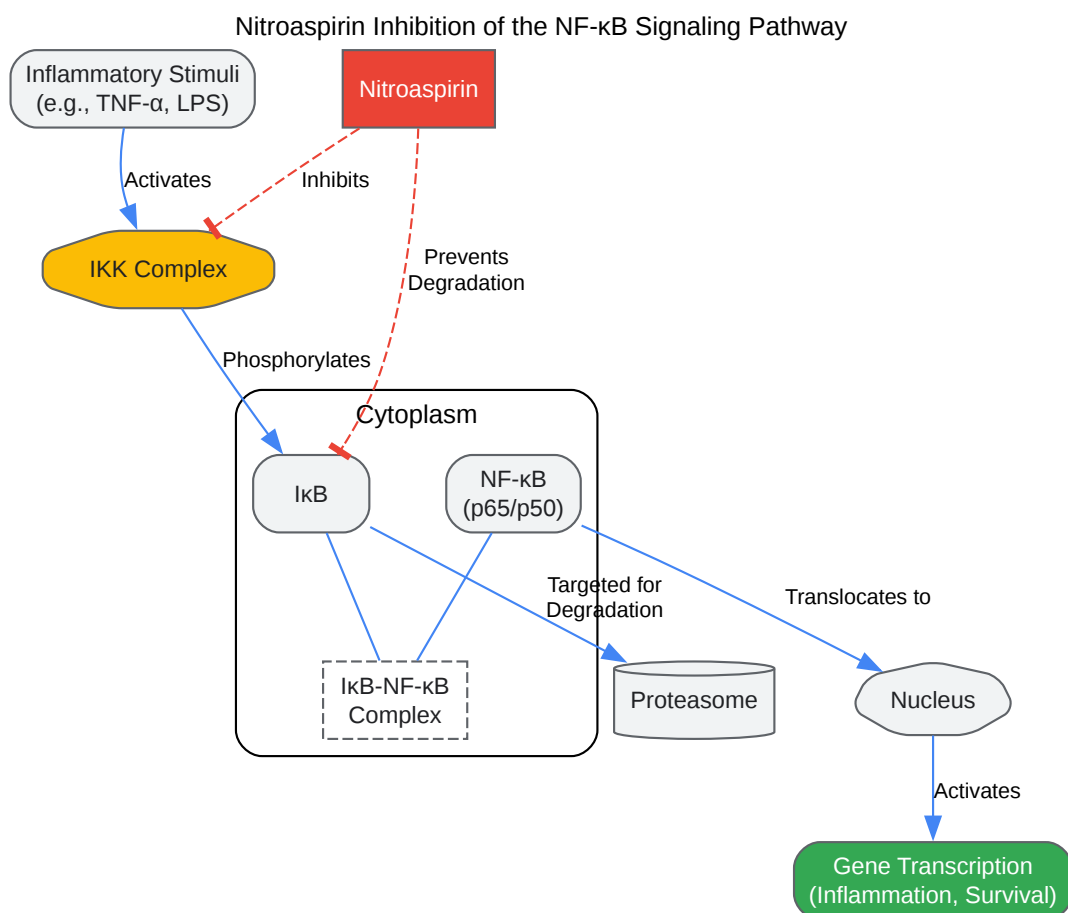 Nitroaspirin Inhibition of the NF-κB Signaling Pathway
Inflammatory Stimuli
(e.g., TNF-α, LPS)
Nitroaspirin
Activates
Inhibits
IKK Complex
Prevents
Degradation
Phosphorylates
Cytoplasm
IκB
NF-κB
(p65/p50)
Targeted for
Degradation
Translocates to
IκB-NF-κB
Complex
Proteasome
Nucleus
Activates
Gene Transcription
(Inflammation, Survival)